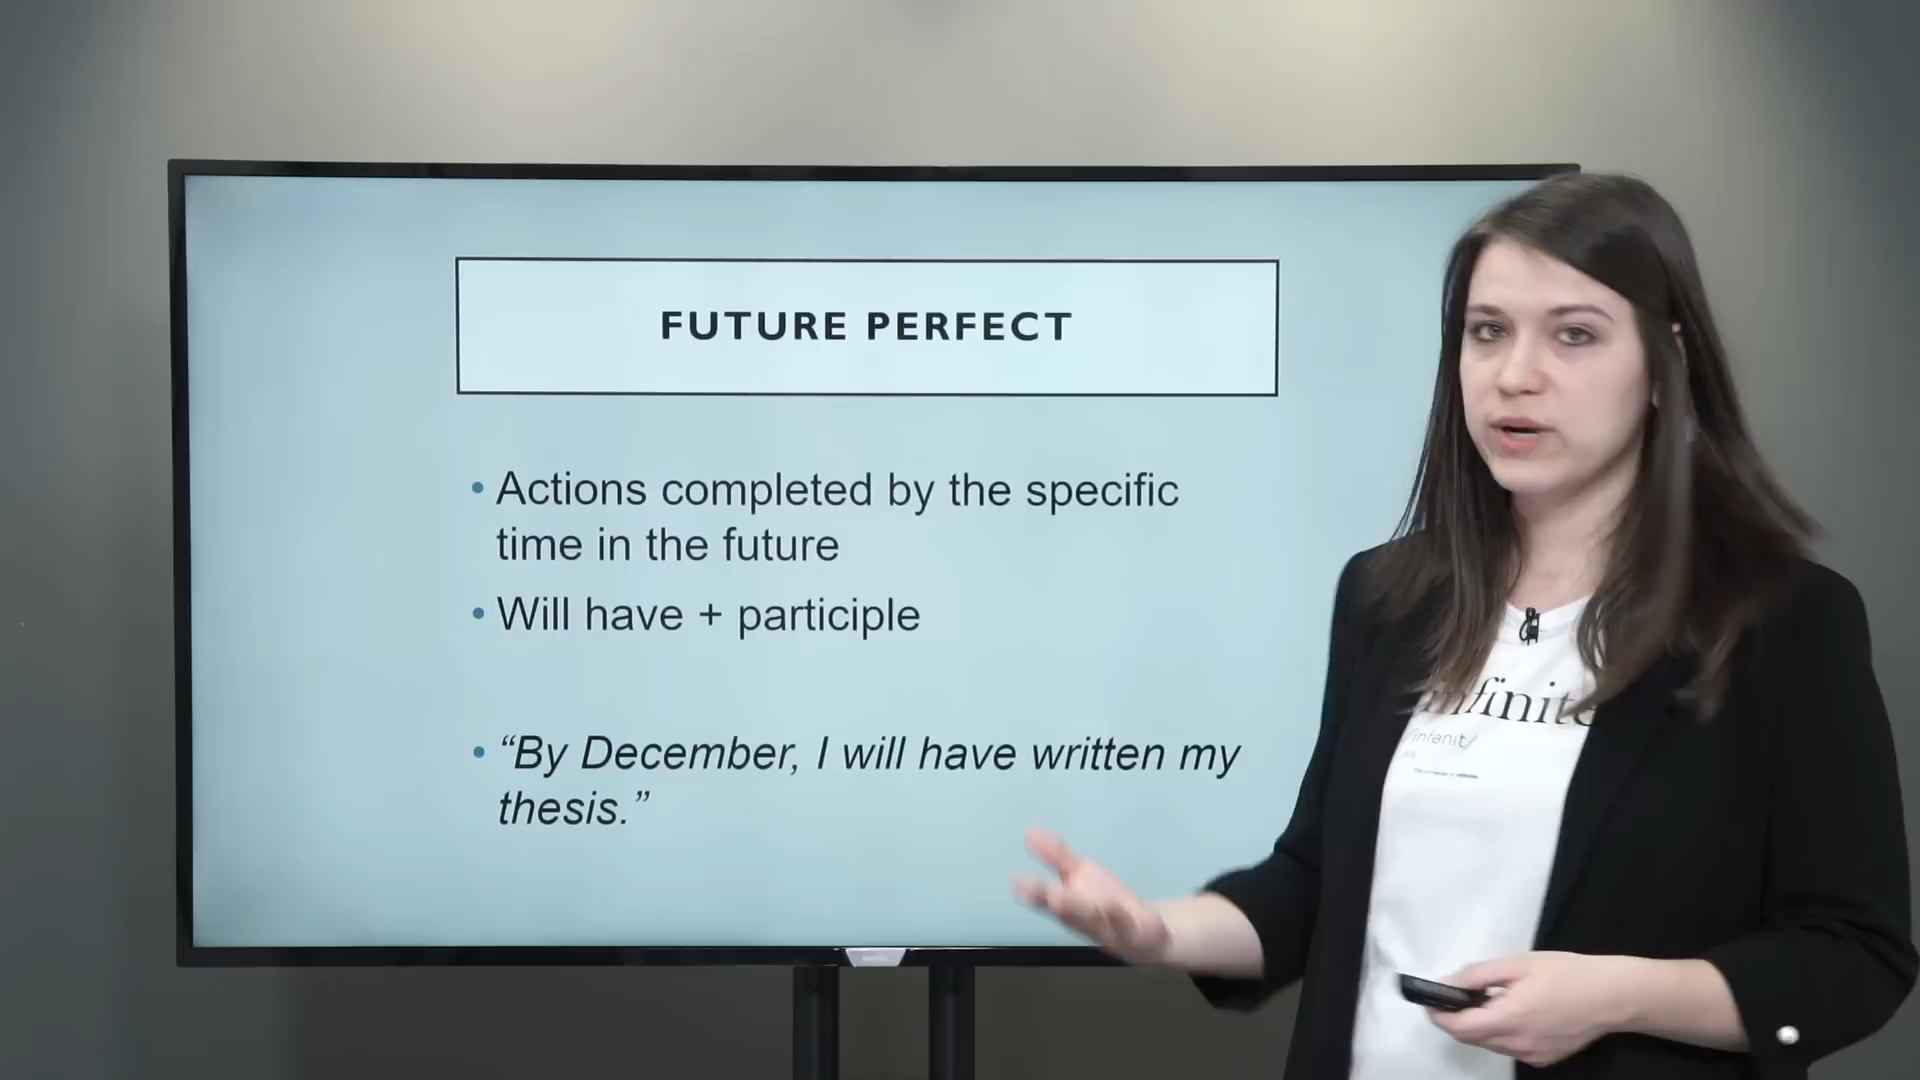 FUTURE PERFECT
• Actions completed by the specific
time in the future
• Will have + participle
• “By December, I will have written my
thesis.”
infinite
/infənit/